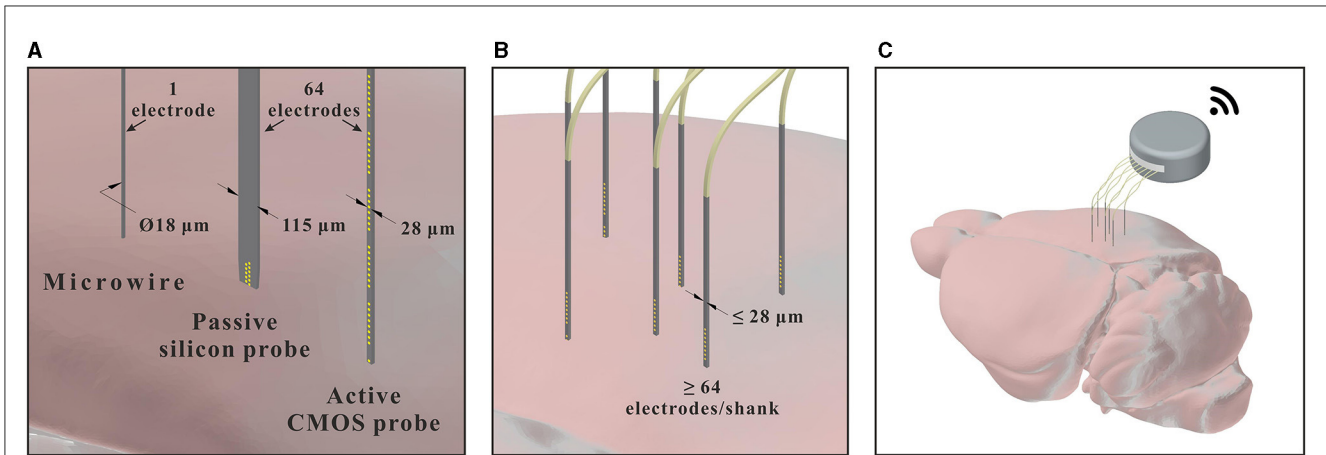 A
1
electrode
64
electrodes
Ø18 µm
115 µm
28 µm
Microwire
Passive
silicon probe
Active
CMOS probe
B
≤ 28 µm
≥ 64
electrodes/shank
C